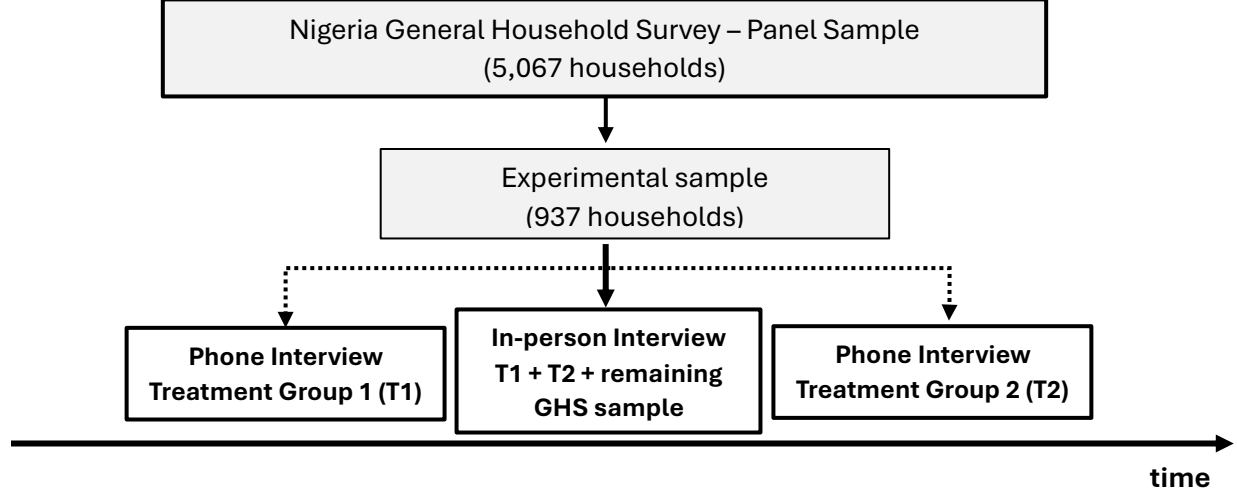 Nigeria General Household Survey – Panel Sample
(5,067 households)
Experimental sample
(937 households)
Phone Interview
Treatment Group 1 (T1)
In-person Interview
T1 + T2 + remaining
GHS sample
Phone Interview
Treatment Group 2 (T2)
time